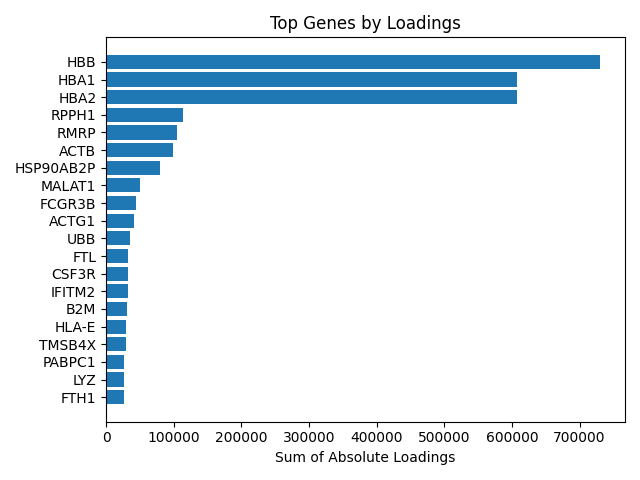 Top Genes by Loadings
HBB
HBA1
HBA2
RPPH1
RMRP
ACTB
HSP90AB2P
MALAT1
FCGR3B
ACTG1
UBB
FTL
CSF3R
IFITM2
B2M
HLA-E
TMSB4X
PABPC1
LYZ
FTH1
0 100000 200000 300000 400000 500000 600000 700000
Sum of Absolute Loadings